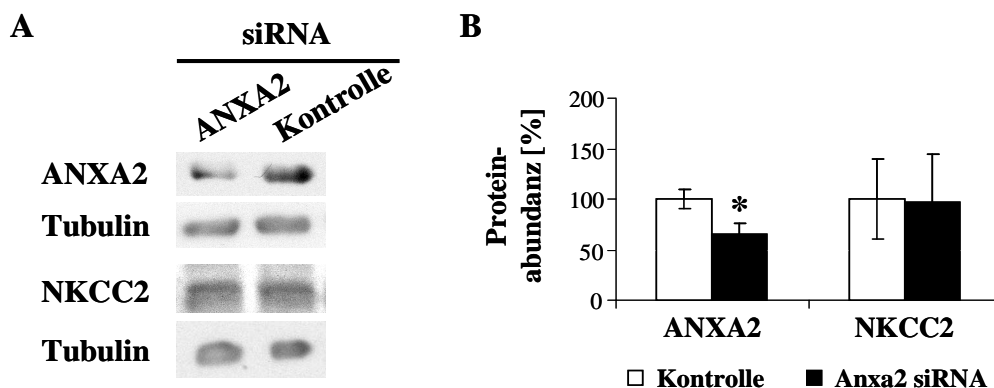 A
siRNA
ANXA2
Kontrolle
ANXA2
Tubulin
NKCC2
Tubulin
B
Protein-
abundanz [%]
200
150
100
50
0
*
ANXA2
NKCC2
Kontrolle
Anxa2 siRNA